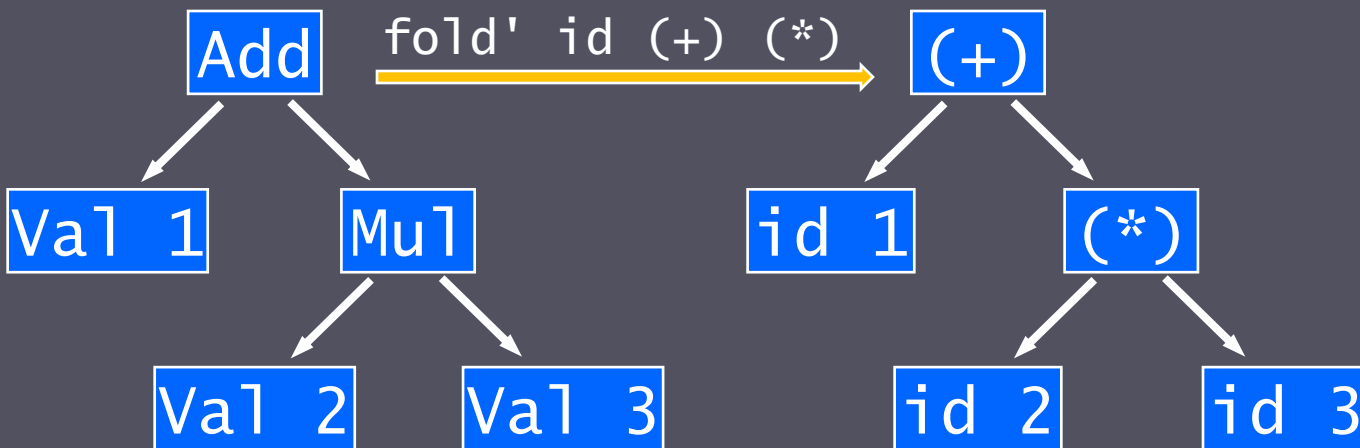 Add fold' id (+) (*) (+)
Val 1 Mul id 1 (*)
Val 2 Val 3 id 2 id 3